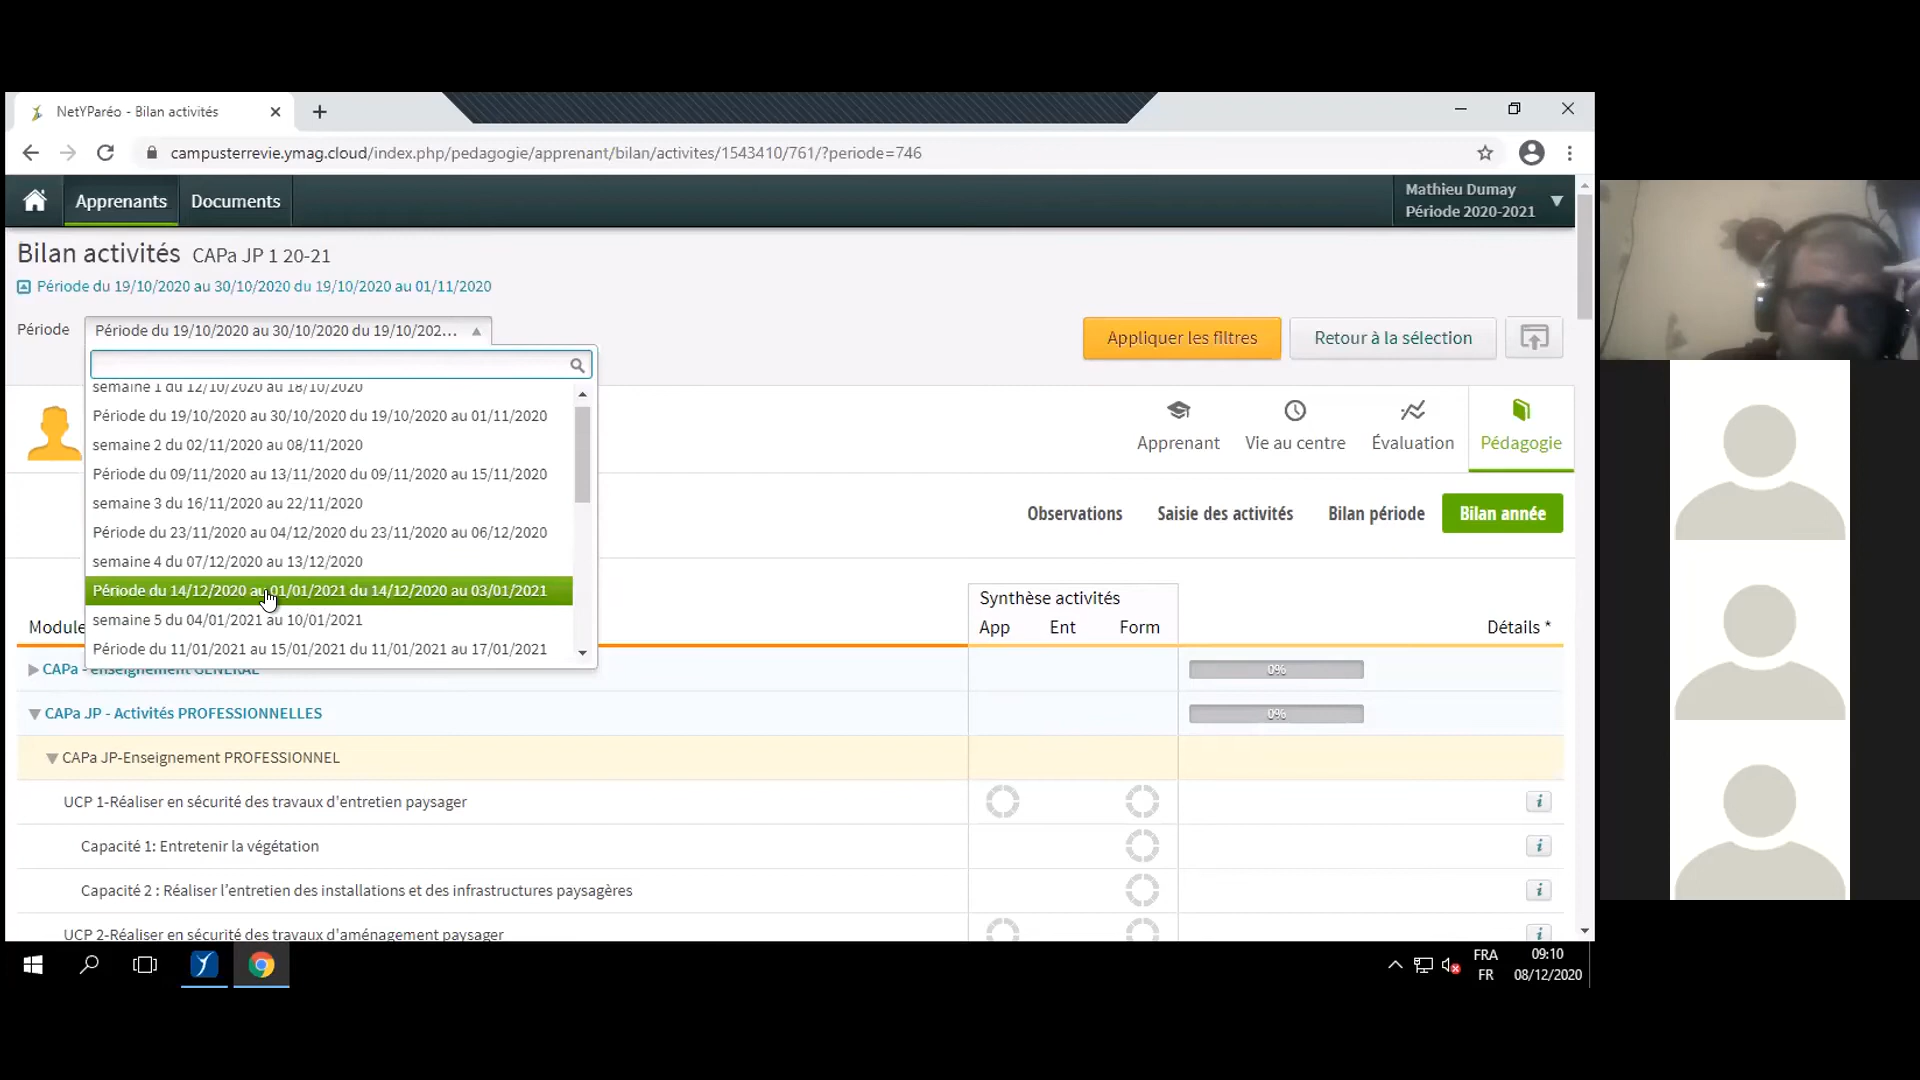 NetYParéo - Bilan activités
campusterrevie.ymag.cloud/index.php/pedagogie/apprenant/bilan/activites/1543410/761/?periode=746
Apprenants
Documents
Mathieu Dumay
Période 2020-2021
Bilan activités CAPa JP 1 20-21
Période du 19/10/2020 au 30/10/2020 du 19/10/2020 au 01/11/2020
Période
Période du 19/10/2020 au 30/10/2020 du 19/10/202...
Appliquer les filtres
Retour à la sélection
semaine 1 du 12/10/2020 au 18/10/2020
Période du 19/10/2020 au 30/10/2020 du 19/10/2020 au 01/11/2020
semaine 2 du 02/11/2020 au 08/11/2020
Période du 09/11/2020 au 13/11/2020 du 09/11/2020 au 15/11/2020
semaine 3 du 16/11/2020 au 22/11/2020
Période du 23/11/2020 au 04/12/2020 du 23/11/2020 au 06/12/2020
semaine 4 du 07/12/2020 au 13/12/2020
Période du 14/12/2020 au 01/01/2021 du 14/12/2020 au 03/01/2021
semaine 5 du 04/01/2021 au 10/01/2021
Période du 11/01/2021 au 15/01/2021 du 11/01/2021 au 17/01/2021
Apprenant
Vie au centre
Évaluation
Pédagogie
Observations
Saisie des activités
Bilan période
Bilan année
Synthèse activités
Module
App
Ent
Form
Détails *
CAPa - enseignement GENERAL
0%
CAPa JP - Activités PROFESSIONNELLES
0%
CAPa JP-Enseignement PROFESSIONNEL
UCP 1-Réaliser en sécurité des travaux d'entretien paysager
i
Capacité 1: Entretenir la végétation
i
Capacité 2 : Réaliser l'entretien des installations et des infrastructures paysagères
i
UCP 2-Réaliser en sécurité des travaux d'aménagement paysager
i
FRA
FR
09:10
08/12/2020